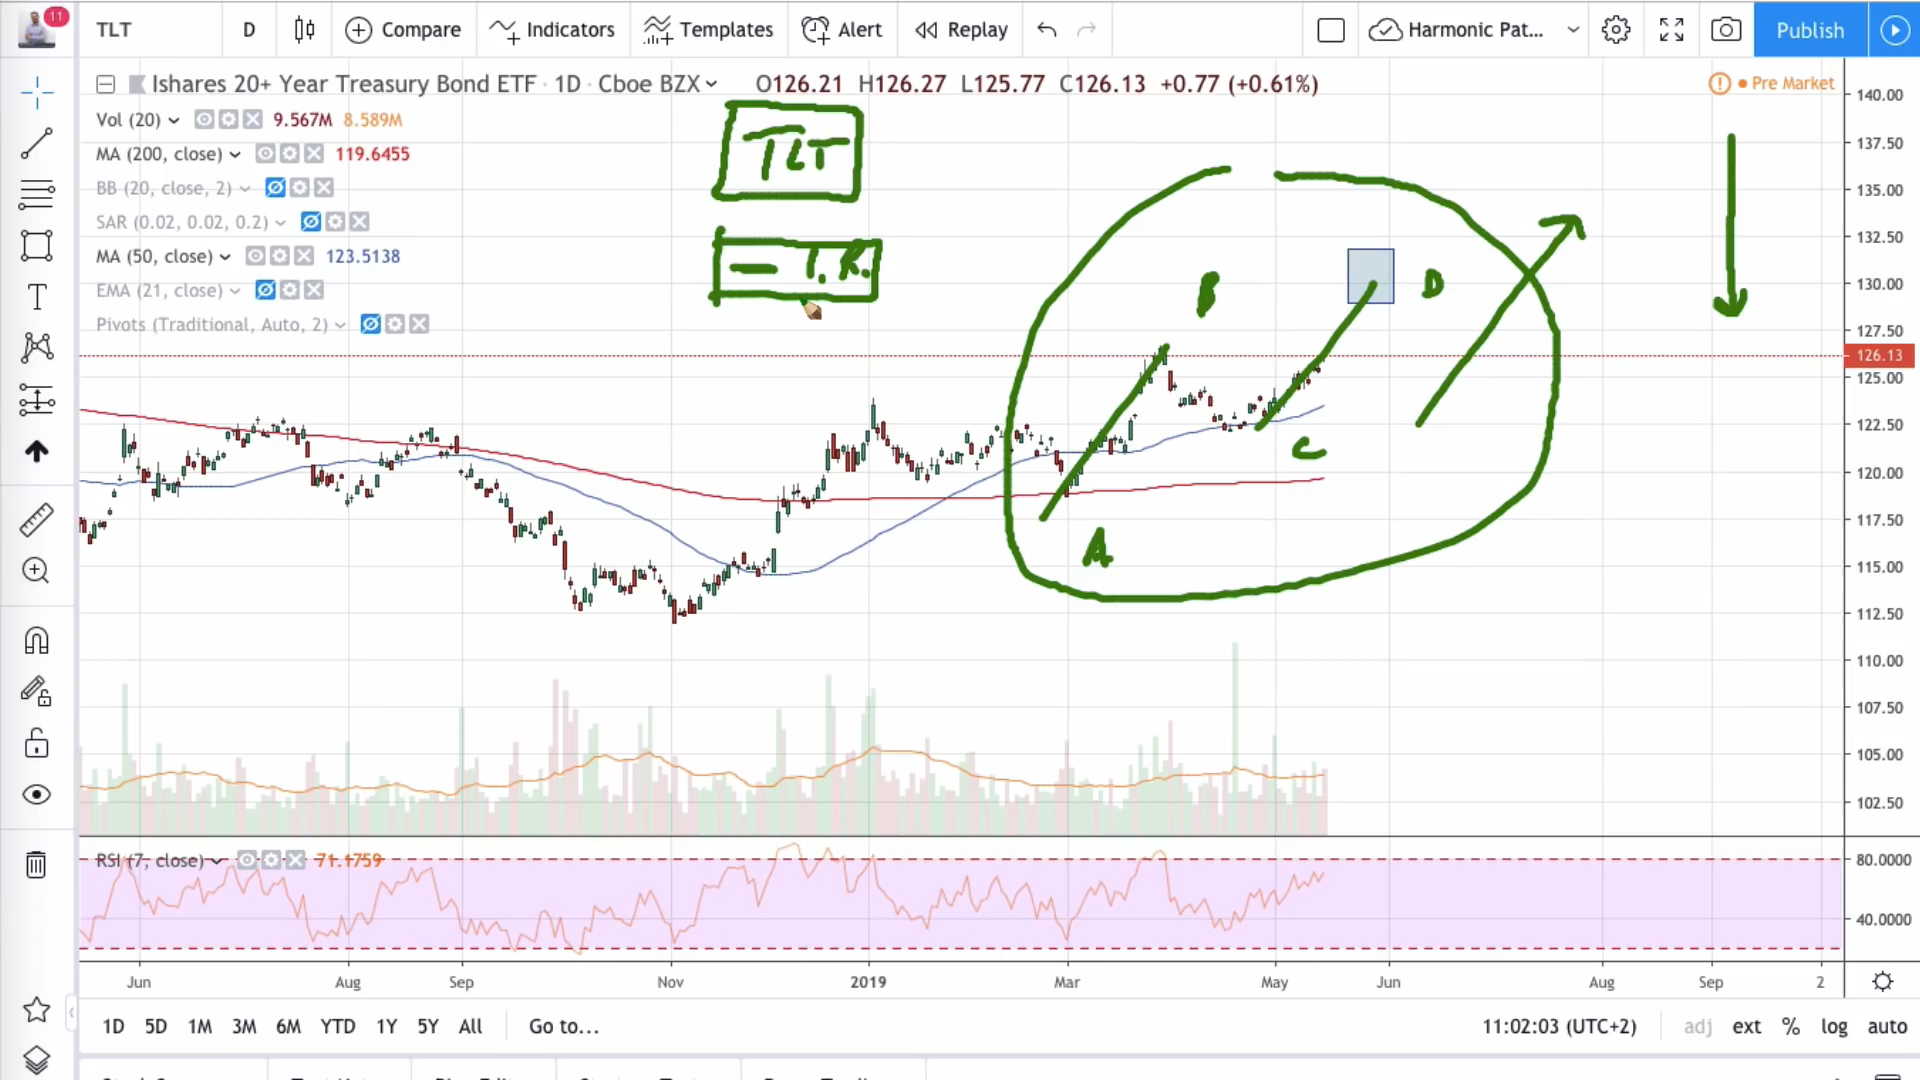 11
TLT
D
Compare
Indicators
Templates
Alert
Replay
Harmonic Pat...
Publish
Ishares 20+ Year Treasury Bond ETF · 1D · Cboe BZX
O126.21 H126.27 L125.77 C126.13 +0.77 (+0.61%)
Pre Market
Vol (20) 9.567M 8.589M
MA (200, close) 119.6455
BB (20, close, 2)
SAR (0.02, 0.02, 0.2)
MA (50, close) 123.5138
EMA (21, close)
Pivots (Traditional, Auto, 2)
TLT
— I.R.
A
B
C
D
140.00
137.50
135.00
132.50
130.00
127.50
126.13
125.00
122.50
120.00
117.50
115.00
112.50
110.00
107.50
105.00
102.50
RSI (7, close) 71.1759
80.0000
40.0000
Jun Aug Sep Nov 2019 Mar May Jun Aug Sep 2
1D 5D 1M 3M 6M YTD 1Y 5Y All Go to...
11:02:03 (UTC+2) adj ext % log auto